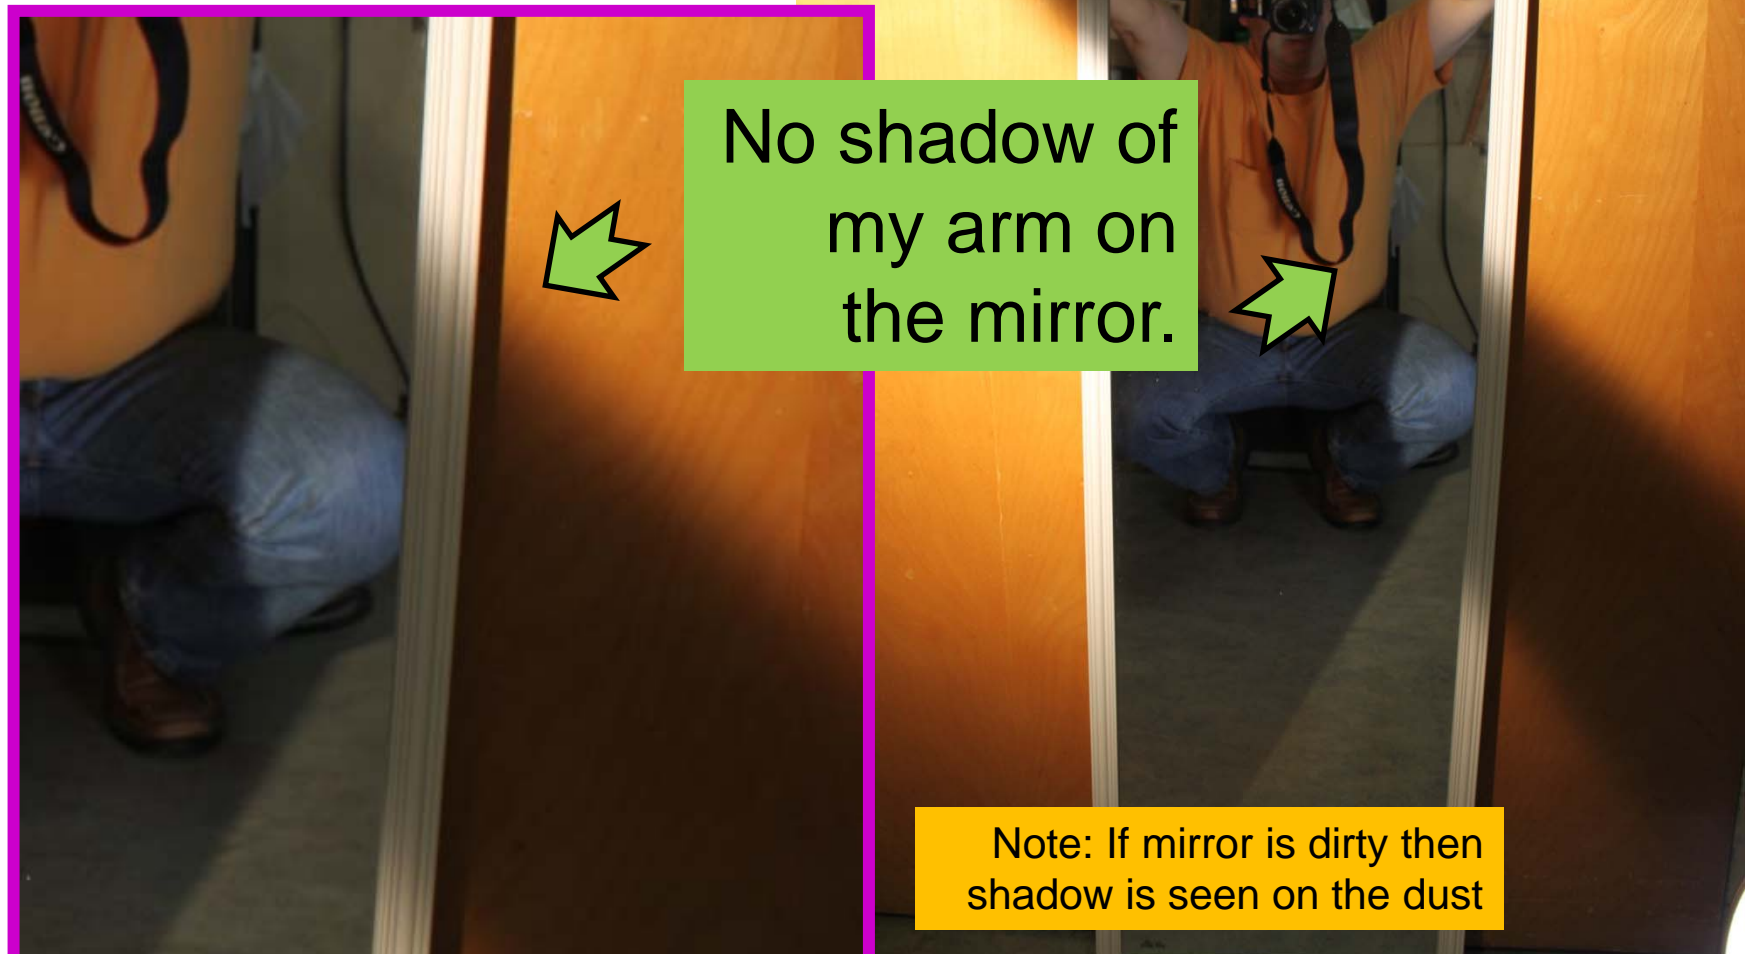 No shadow of
my arm on
the mirror.
Note: If mirror is dirty then
shadow is seen on the dust